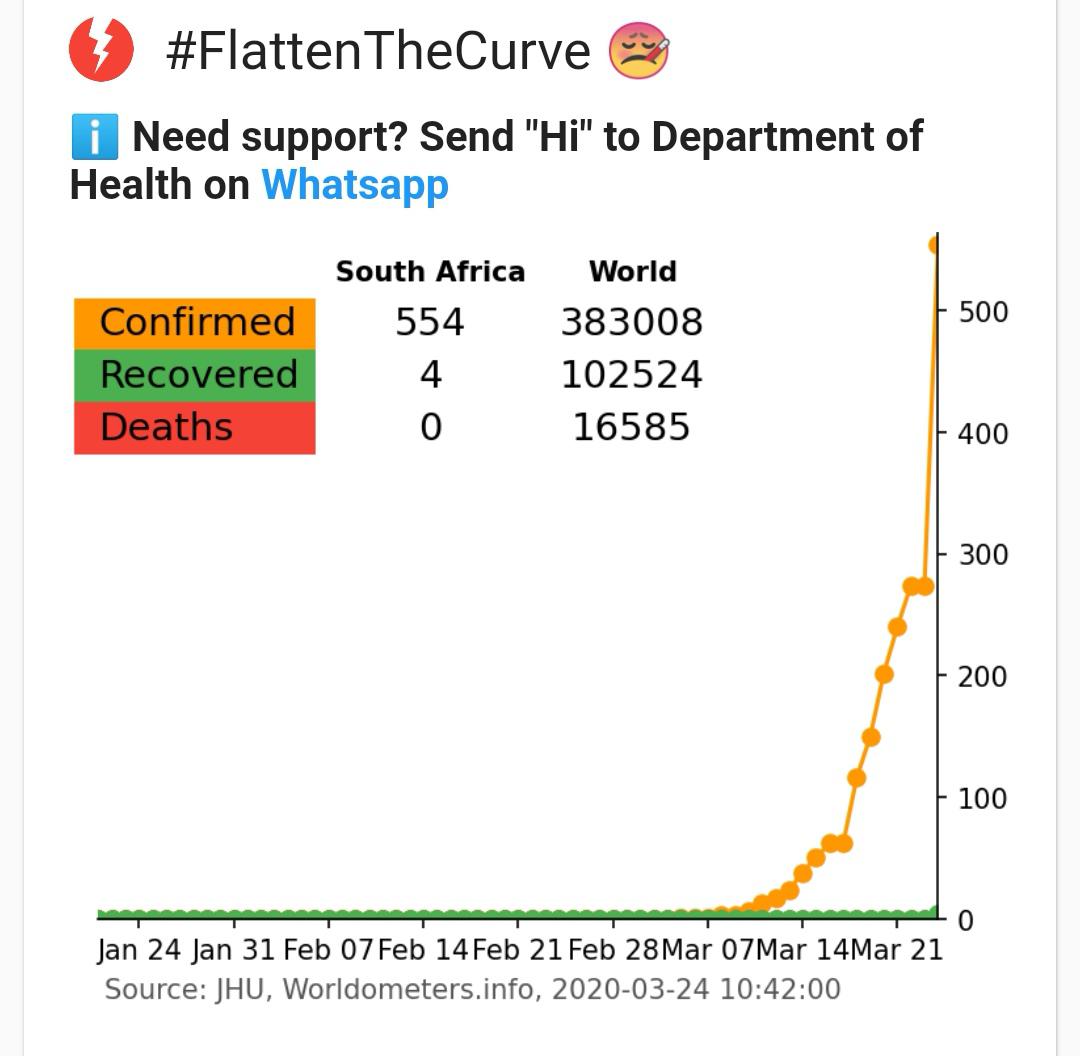 #FlattenTheCurve
Need support? Send "Hi" to Department of
Health on Whatsapp
South Africa World
Confirmed 554 383008
Recovered 4 102524
Deaths 0 16585
500
400
300
200
100
0
Jan 24 Jan 31 Feb 07 Feb 14 Feb 21 Feb 28 Mar 07 Mar 14 Mar 21
Source: JHU, Worldometers.info, 2020-03-24 10:42:00